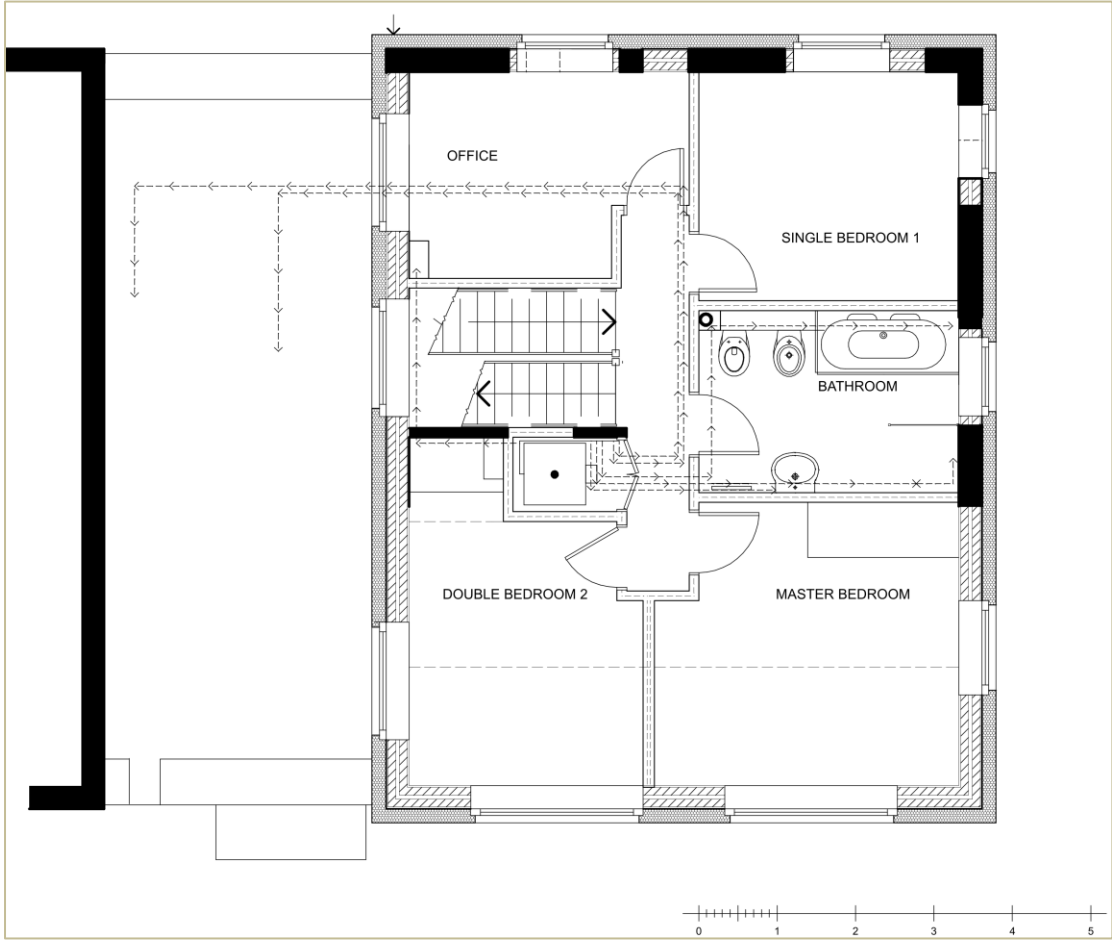 OFFICE
SINGLE BEDROOM 1
BATHROOM
DOUBLE BEDROOM 2
MASTER BEDROOM
0 1 2 3 4 5